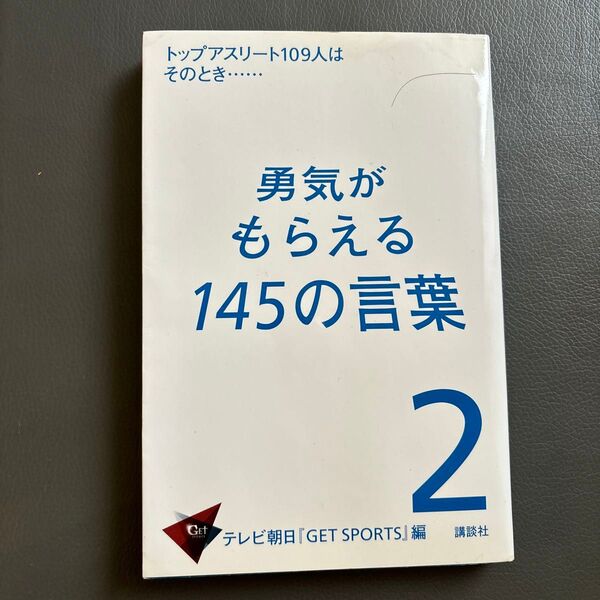 トップアスリート109人は
そのとき……
勇気が
もらえる
145の言葉
2
GET
テレビ朝日『GET SPORTS』編 講談社